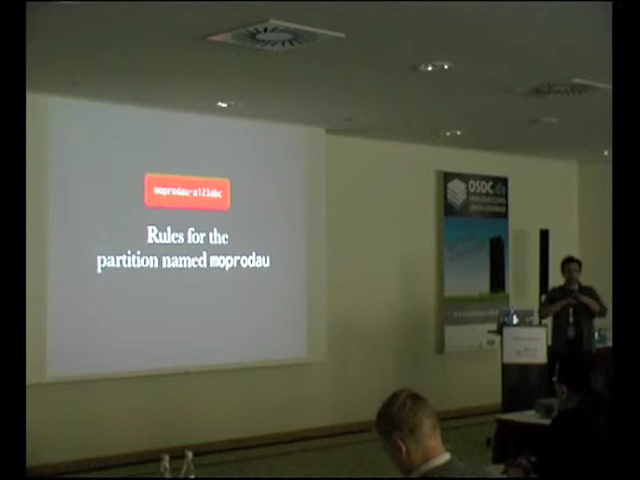 moprodau-a123abc
Rules for the
partition named moprodau
OSDC.de